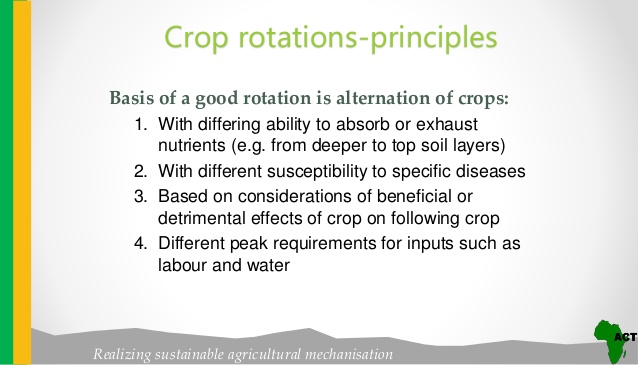 Crop rotations-principles
Basis of a good rotation is alternation of crops:
1. With differing ability to absorb or exhaust
nutrients (e.g. from deeper to top soil layers)
2. With different susceptibility to specific diseases
3. Based on considerations of beneficial or
detrimental effects of crop on following crop
4. Different peak requirements for inputs such as
labour and water
ACT
Realizing sustainable agricultural mechanisation